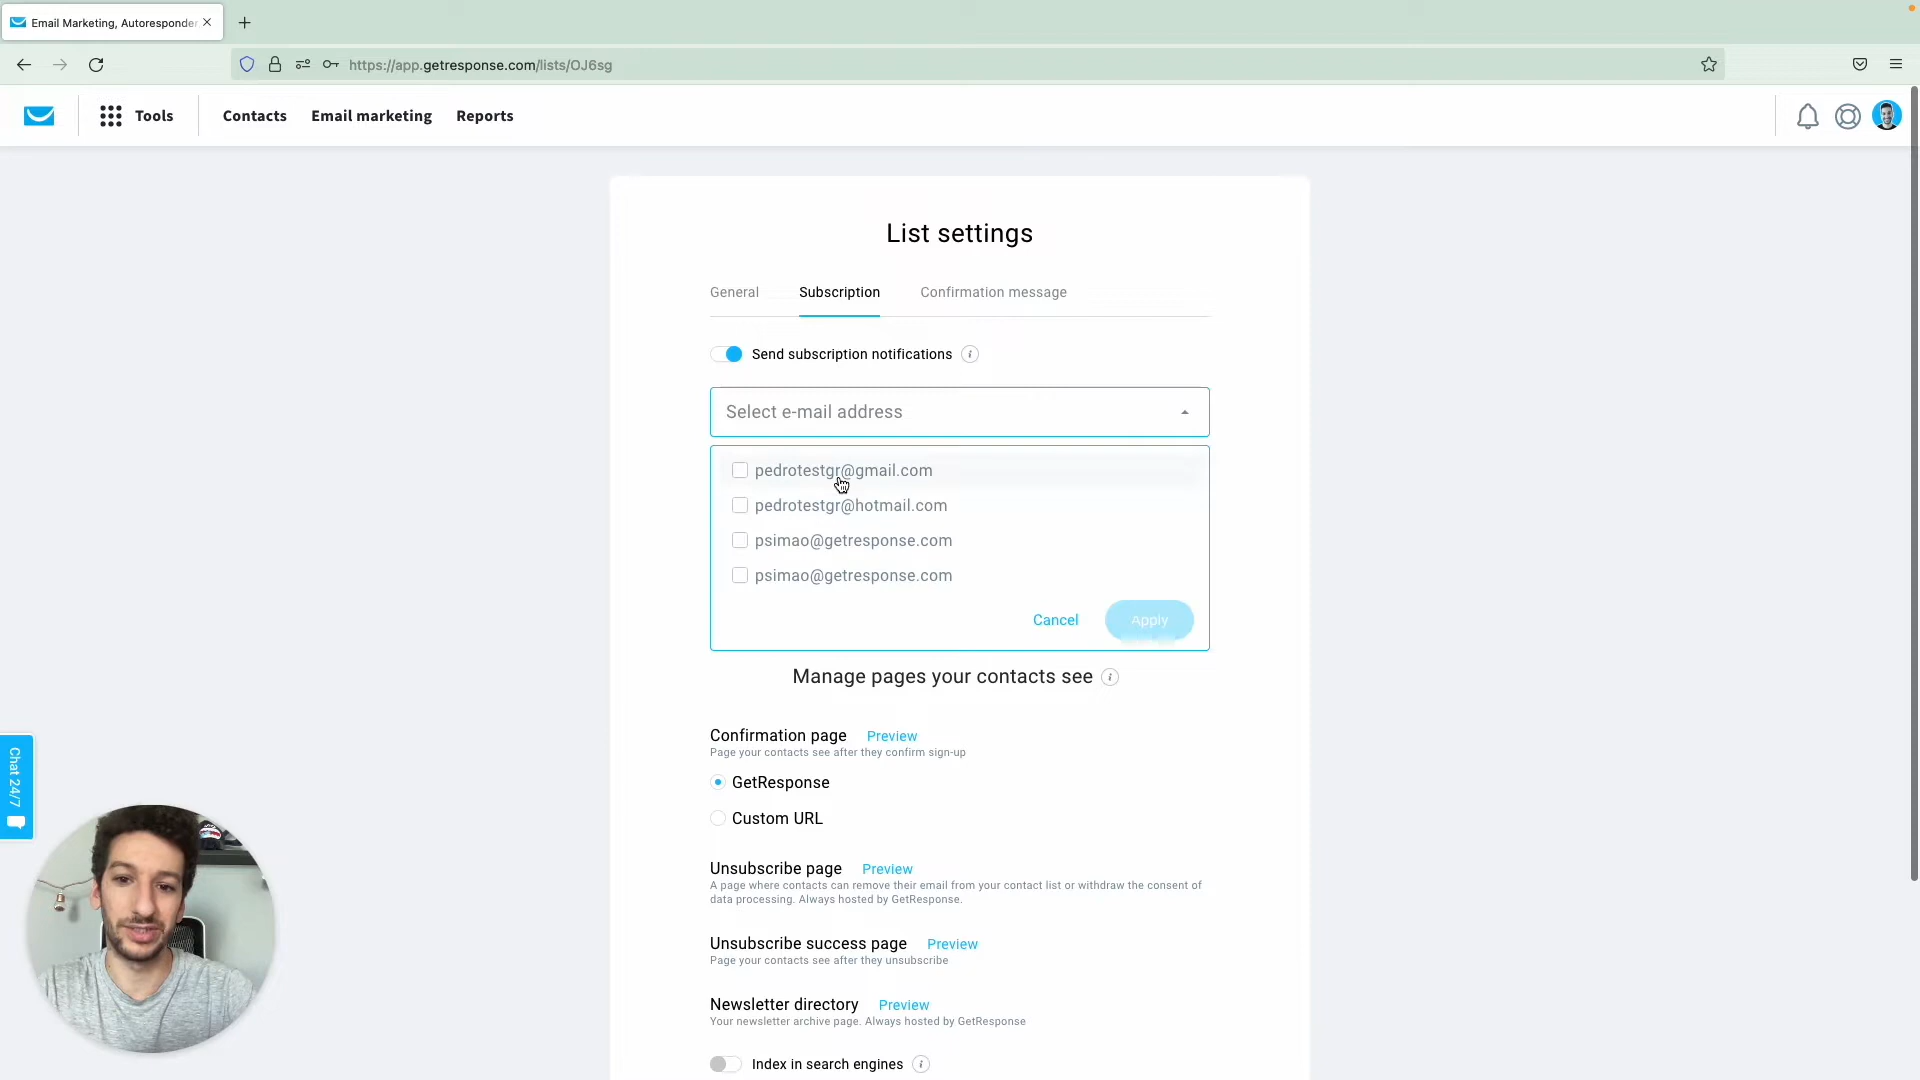 Email Marketing, Autoresponder
https://app.getresponse.com/lists/OJ6sg
Tools
Contacts
Email marketing
Reports
List settings
General
Subscription
Confirmation message
Send subscription notifications
Select e-mail address
pedrotestgr@gmail.com
pedrotestgr@hotmail.com
psimao@getresponse.com
psimao@getresponse.com
Cancel
Apply
Manage pages your contacts see
Confirmation page Preview
Page your contacts see after they confirm sign-up
GetResponse
Custom URL
Unsubscribe page Preview
A page where contacts can remove their email from your contact list or withdraw the consent of
data processing. Always hosted by GetResponse.
Unsubscribe success page Preview
Page your contacts see after they unsubscribe
Newsletter directory Preview
Your newsletter archive page. Always hosted by GetResponse
Index in search engines
Chat 24/7